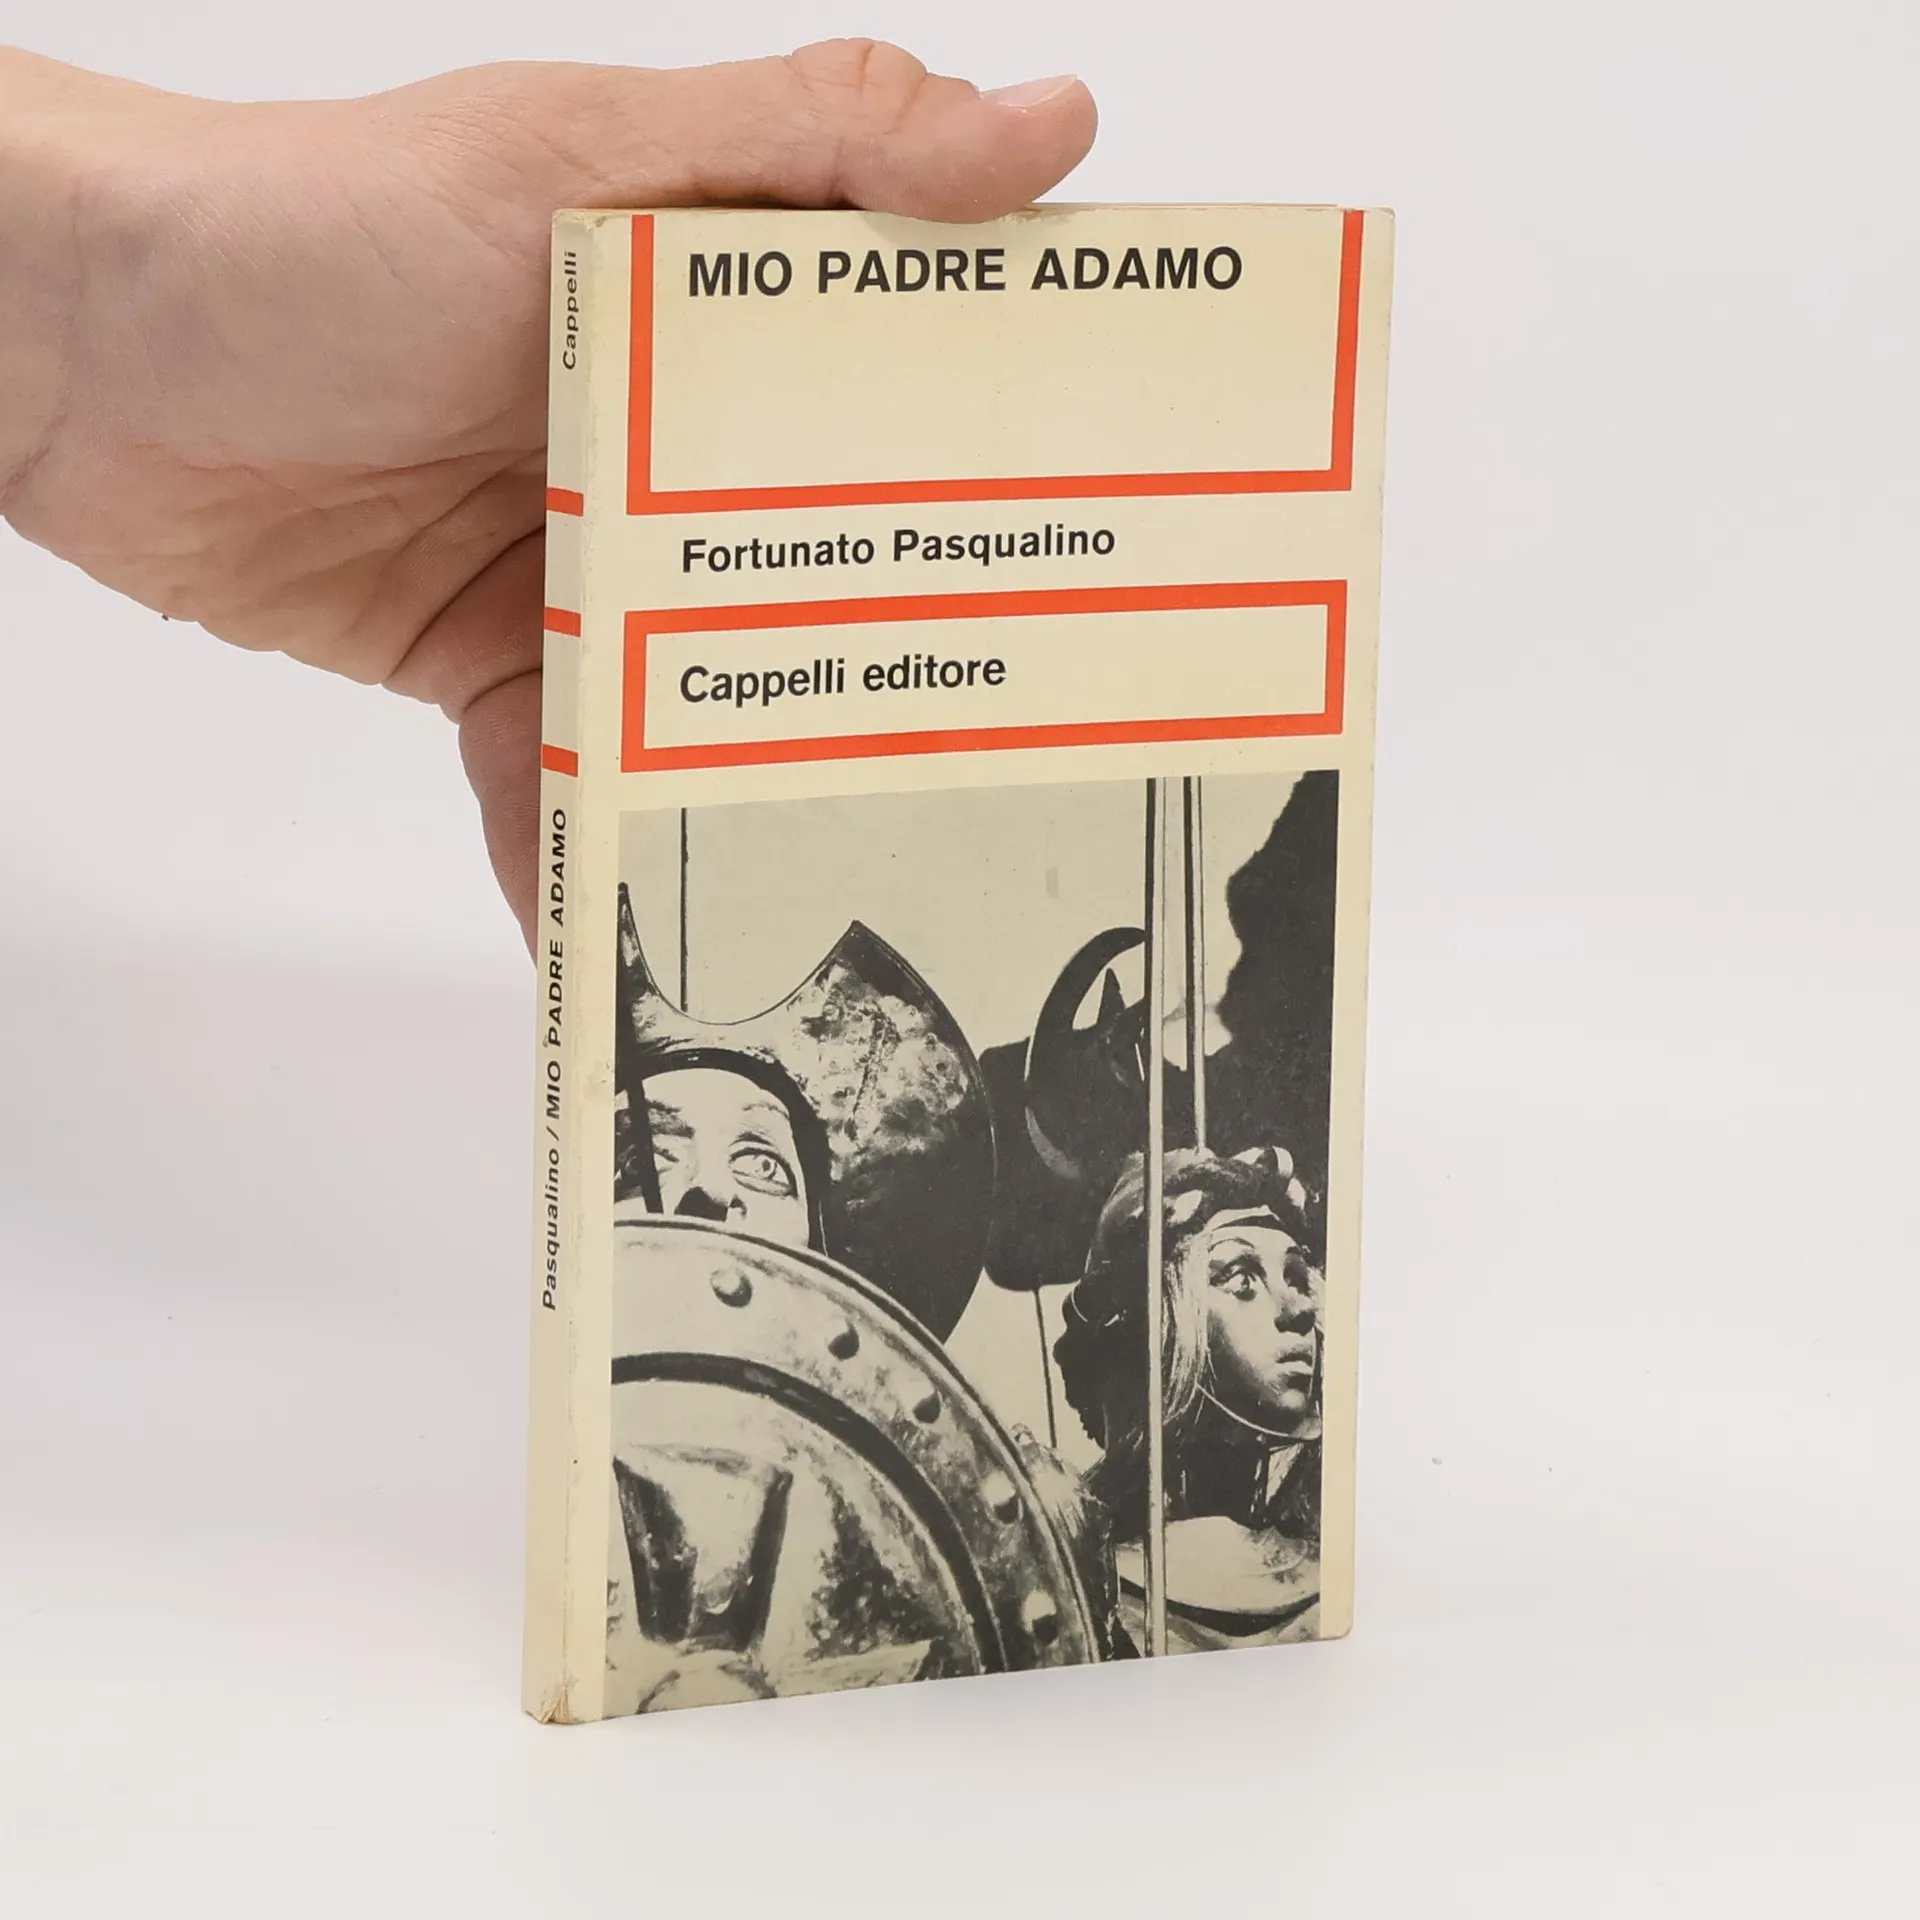 MIO PADRE ADAMO
Fortunato Pasqualino
Cappelli editore
Cappelli
Pasqualino / MIO PADRE ADAMO